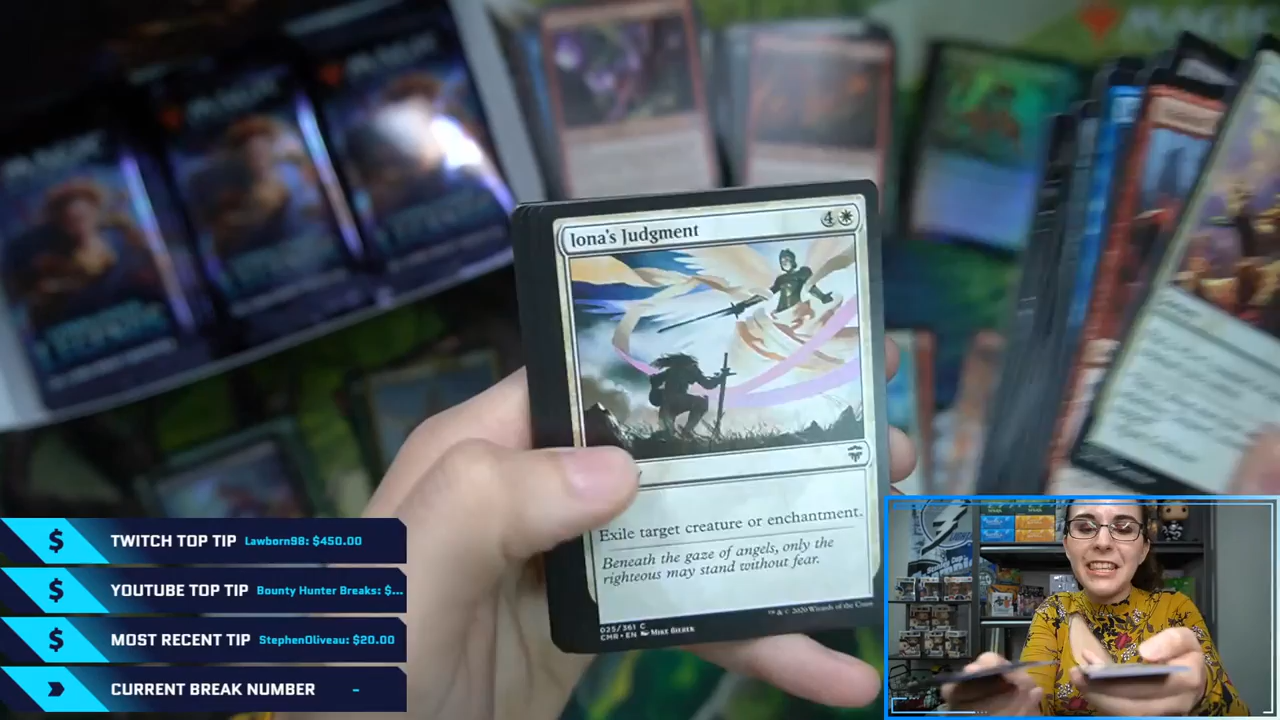 MAGIC
Iona's Judgment
4
Exile target creature or enchantment.
Beneath the gaze of angels, only the
righteous may stand without fear.
025/361 C
CMR • EN MIKE BIEREK
™ & © 2020 Wizards of the Coast
TWITCH TOP TIP Lawborn98: $450.00
YOUTUBE TOP TIP Bounty Hunter Breaks: $...
MOST RECENT TIP StephenOliveau: $20.00
CURRENT BREAK NUMBER -